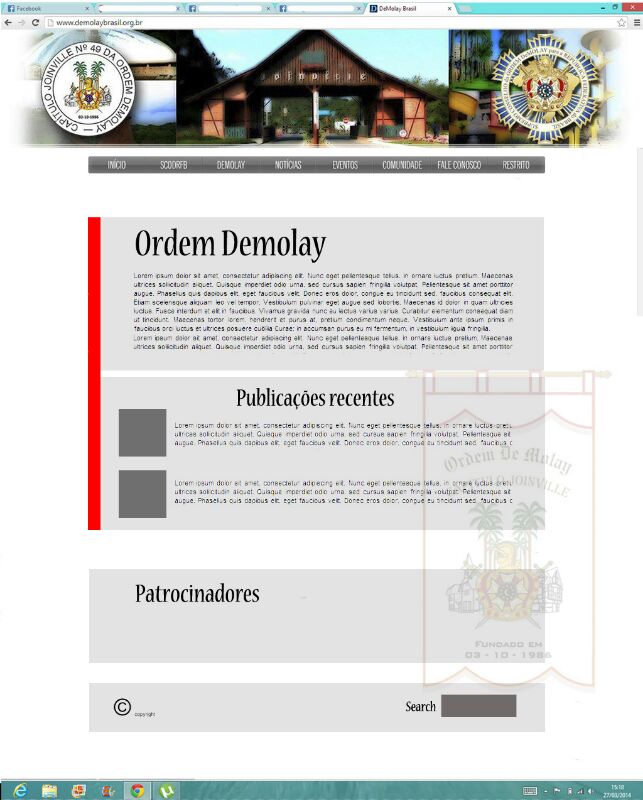 Facebook
DeMolay Brasil
www.demolaybrasil.org.br
CAPITULO JOINVILLE Nº 49 DA ORDEM DEMOLAY
03-10-1986
JOINVILLE
INÍCIO SCODRFB DEMOLAY NOTÍCIAS EVENTOS COMUNIDADE FALE CONOSCO RESTRITO
Ordem Demolay
Lorem ipsum dolor sit amet, consectetur adipiscing elit. Nunc eget pellentesque tellus, in ornare luctus pretium. Maecenas
ultrices sollicitudin aliquet. Quisque imperdiet odio urna, sed cursus sapien fringilla volutpat. Pellentesque sit amet porttitor
augue. Phasellus quis dapibus elit, eget faucibus velit. Donec eros dolor, congue eu tincidunt sed, faucibus consequat elit.
Etiam scelerisque aliquam leo vel tempor. Vestibulum pulvinar eget augue sed lobortis. Maecenas id dolor in quam ultricies
luctus. Fusce interdum at elit in faucibus. Vivamus gravida nunc eu lectus varius varius. Curabitur elementum consequat diam
ut tincidunt. Maecenas tortor lorem, hendrerit et purus at, pretium condimentum neque. Vestibulum ante ipsum primis in
faucibus orci luctus et ultrices posuere cubilia Curae; In accumsan purus eu mi fermentum, in vestibulum ligula fringilla.
Lorem ipsum dolor sit amet, consectetur adipiscing elit. Nunc eget pellentesque tellus, in ornare luctus pretium. Maecenas
ultrices sollicitudin aliquet. Quisque imperdiet odio urna, sed cursus sapien fringilla volutpat. Pellentesque sit amet porttitor
Publicações recentes
Lorem ipsum dolor sit amet, consectetur adipiscing elit. Nunc eget pellentesque tellus, in ornare luctus preti
ultrices sollicitudin aliquet. Quisque imperdiet odio urna, sed cursus sapien fringilla volutpat. Pellentesque sit
augue. Phasellus quis dapibus elit, eget faucibus velit. Donec eros dolor, congue eu tincidunt sed, faucibus c
Lorem ipsum dolor sit amet, consectetur adipiscing elit. Nunc eget pellentesque tellus, in ornare luctus preti
ultrices sollicitudin aliquet. Quisque imperdiet odio urna, sed cursus sapien fringilla volutpat. Pellentesque sit
augue. Phasellus quis dapibus elit, eget faucibus velit. Donec eros dolor, congue eu tincidunt sed, faucibus c
Ordem De Molay
JOINVILLE
FUNDADO EM
03 - 10 - 1986
Patrocinadores
© copyright
Search
15:18
27/03/2014